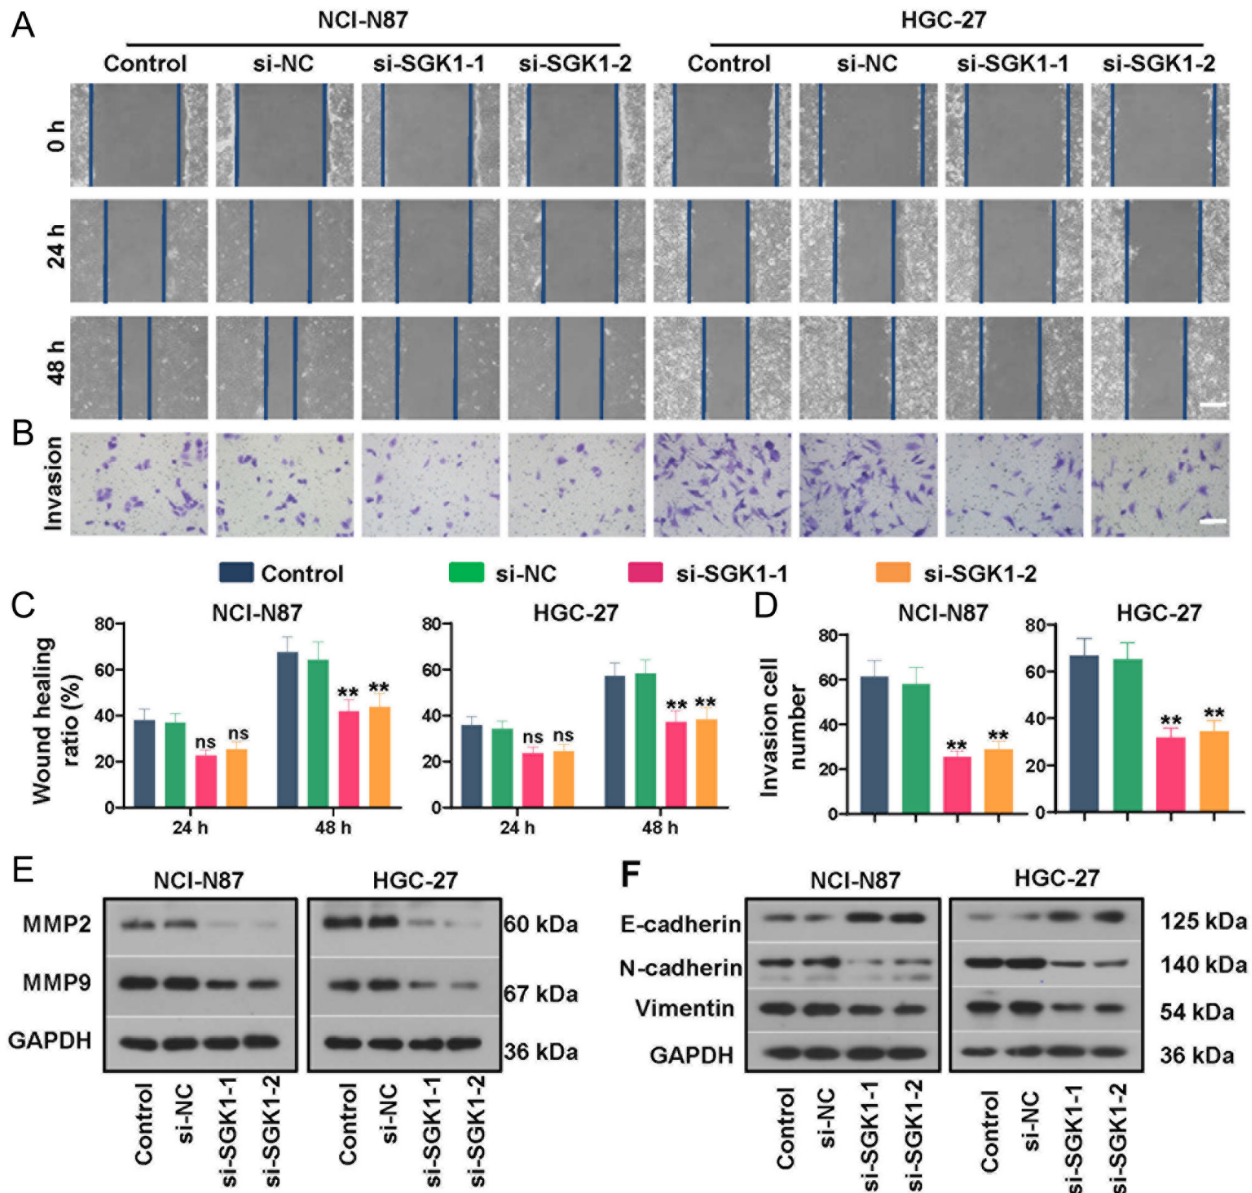 A
NCI-N87
HGC-27
Control
si-NC
si-SGK1-1
si-SGK1-2
Control
si-NC
si-SGK1-1
si-SGK1-2
0 h
24 h
48 h
B
Invasion
Control
si-NC
si-SGK1-1
si-SGK1-2
C
NCI-N87
Wound healing
ratio (%)
80
60
40
20
0
ns
ns
**
**
24 h
48 h
HGC-27
80
60
40
20
0
ns
ns
**
**
24 h
48 h
D
NCI-N87
Invasion cell
number
80
60
40
20
0
**
**
HGC-27
80
60
40
20
0
**
**
E
NCI-N87
HGC-27
MMP2
60 kDa
MMP9
67 kDa
GAPDH
36 kDa
Control
si-NC
si-SGK1-1
si-SGK1-2
Control
si-NC
si-SGK1-1
si-SGK1-2
F
NCI-N87
HGC-27
E-cadherin
125 kDa
N-cadherin
140 kDa
Vimentin
54 kDa
GAPDH
36 kDa
Control
si-NC
si-SGK1-1
si-SGK1-2
Control
si-NC
si-SGK1-1
si-SGK1-2